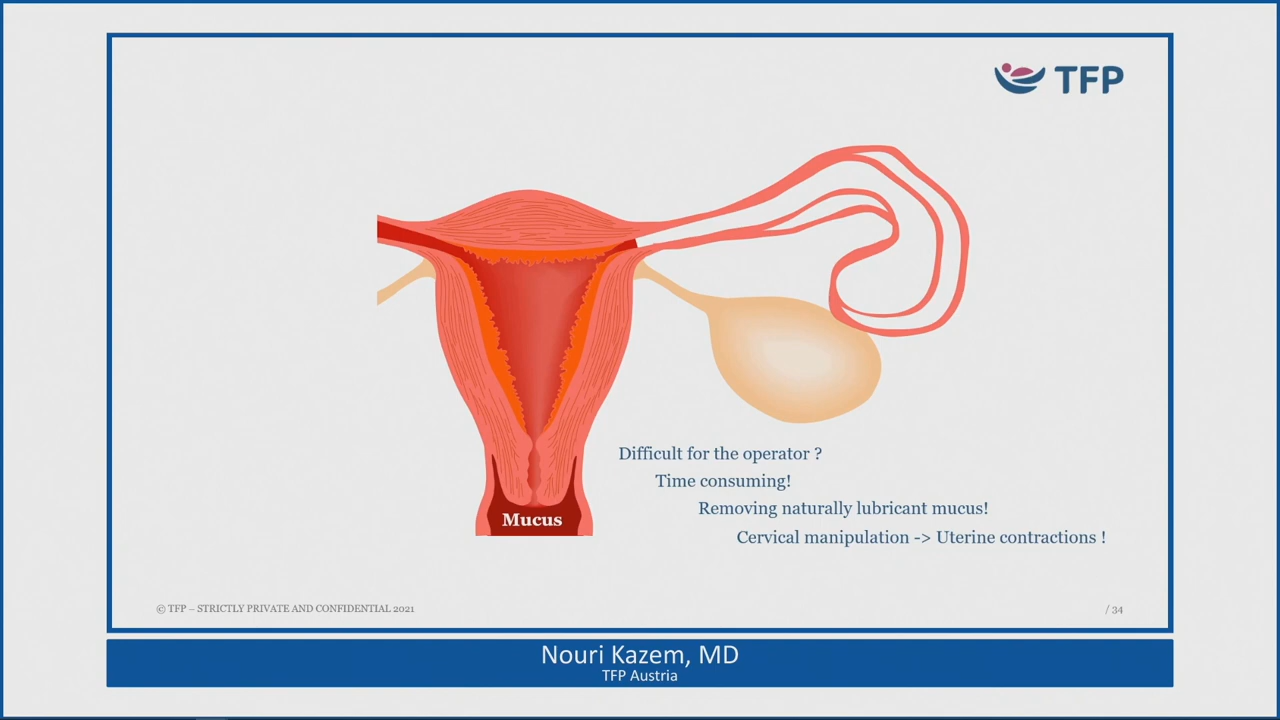 TFP
Difficult for the operator ?
Time consuming!
Removing naturally lubricant mucus!
Mucus
Cervical manipulation -> Uterine contractions !
© TFP – STRICTLY PRIVATE AND CONFIDENTIAL 2021
/ 34
Nouri Kazem, MD
TFP Austria